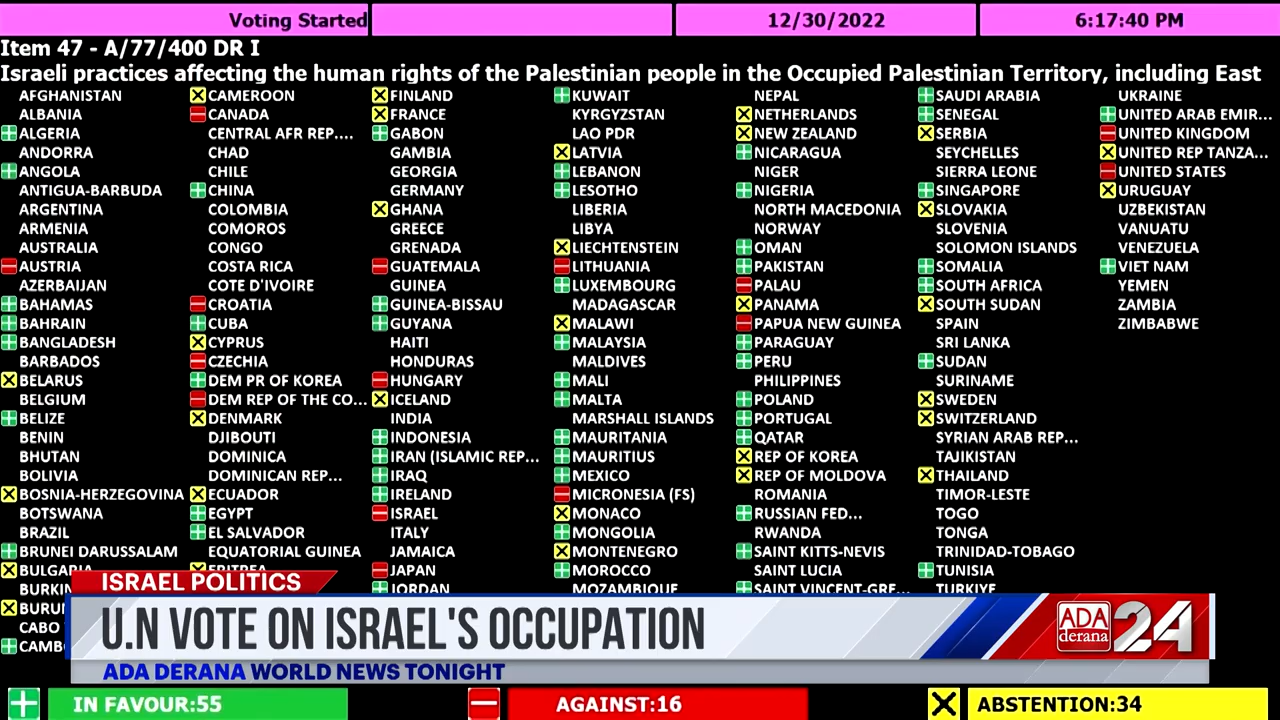 Voting Started 12/30/2022 6:17:40 PM
Item 47 - A/77/400 DR I
Israeli practices affecting the human rights of the Palestinian people in the Occupied Palestinian Territory, including East
AFGHANISTAN CAMEROON FINLAND KUWAIT NEPAL SAUDI ARABIA UKRAINE
ALBANIA CANADA FRANCE KYRGYZSTAN NETHERLANDS SENEGAL UNITED ARAB EMIR...
ALGERIA CENTRAL AFR REP.... GABON LAO PDR NEW ZEALAND SERBIA UNITED KINGDOM
ANDORRA CHAD GAMBIA LATVIA NICARAGUA SEYCHELLES UNITED REP TANZA...
ANGOLA CHILE GEORGIA LEBANON NIGER SIERRA LEONE UNITED STATES
ANTIGUA-BARBUDA CHINA GERMANY LESOTHO NIGERIA SINGAPORE URUGUAY
ARGENTINA COLOMBIA GHANA LIBERIA NORTH MACEDONIA SLOVAKIA UZBEKISTAN
ARMENIA COMOROS GREECE LIBYA NORWAY SLOVENIA VANUATU
AUSTRALIA CONGO GRENADA LIECHTENSTEIN OMAN SOLOMON ISLANDS VENEZUELA
AUSTRIA COSTA RICA GUATEMALA LITHUANIA PAKISTAN SOMALIA VIET NAM
AZERBAIJAN COTE D'IVOIRE GUINEA LUXEMBOURG PALAU SOUTH AFRICA YEMEN
BAHAMAS CROATIA GUINEA-BISSAU MADAGASCAR PANAMA SOUTH SUDAN ZAMBIA
BAHRAIN CUBA GUYANA MALAWI PAPUA NEW GUINEA SPAIN ZIMBABWE
BANGLADESH CYPRUS HAITI MALAYSIA PARAGUAY SRI LANKA
BARBADOS CZECHIA HONDURAS MALDIVES PERU SUDAN
BELARUS DEM PR OF KOREA HUNGARY MALI PHILIPPINES SURINAME
BELGIUM DEM REP OF THE CO... ICELAND MALTA POLAND SWEDEN
BELIZE DENMARK INDIA MARSHALL ISLANDS PORTUGAL SWITZERLAND
BENIN DJIBOUTI INDONESIA MAURITANIA QATAR SYRIAN ARAB REP...
BHUTAN DOMINICA IRAN (ISLAMIC REP... MAURITIUS REP OF KOREA TAJIKISTAN
BOLIVIA DOMINICAN REP... IRAQ MEXICO REP OF MOLDOVA THAILAND
BOSNIA-HERZEGOVINA ECUADOR IRELAND MICRONESIA (FS) ROMANIA TIMOR-LESTE
BOTSWANA EGYPT ISRAEL MONACO RUSSIAN FED... TOGO
BRAZIL EL SALVADOR ITALY MONGOLIA RWANDA TONGA
BRUNEI DARUSSALAM EQUATORIAL GUINEA JAMAICA MONTENEGRO SAINT KITTS-NEVIS TRINIDAD-TOBAGO
BULGARIA ERITREA JAPAN MOROCCO SAINT LUCIA TUNISIA
BURKIN JORDAN MOZAMBIQUE SAINT VINCENT-GRE... TURKIYE
BURU
CABO
CAMB
ISRAEL POLITICS
U.N VOTE ON ISRAEL'S OCCUPATION
ADA derana 24
ADA DERANA WORLD NEWS TONIGHT
IN FAVOUR:55 AGAINST:16 ABSTENTION:34